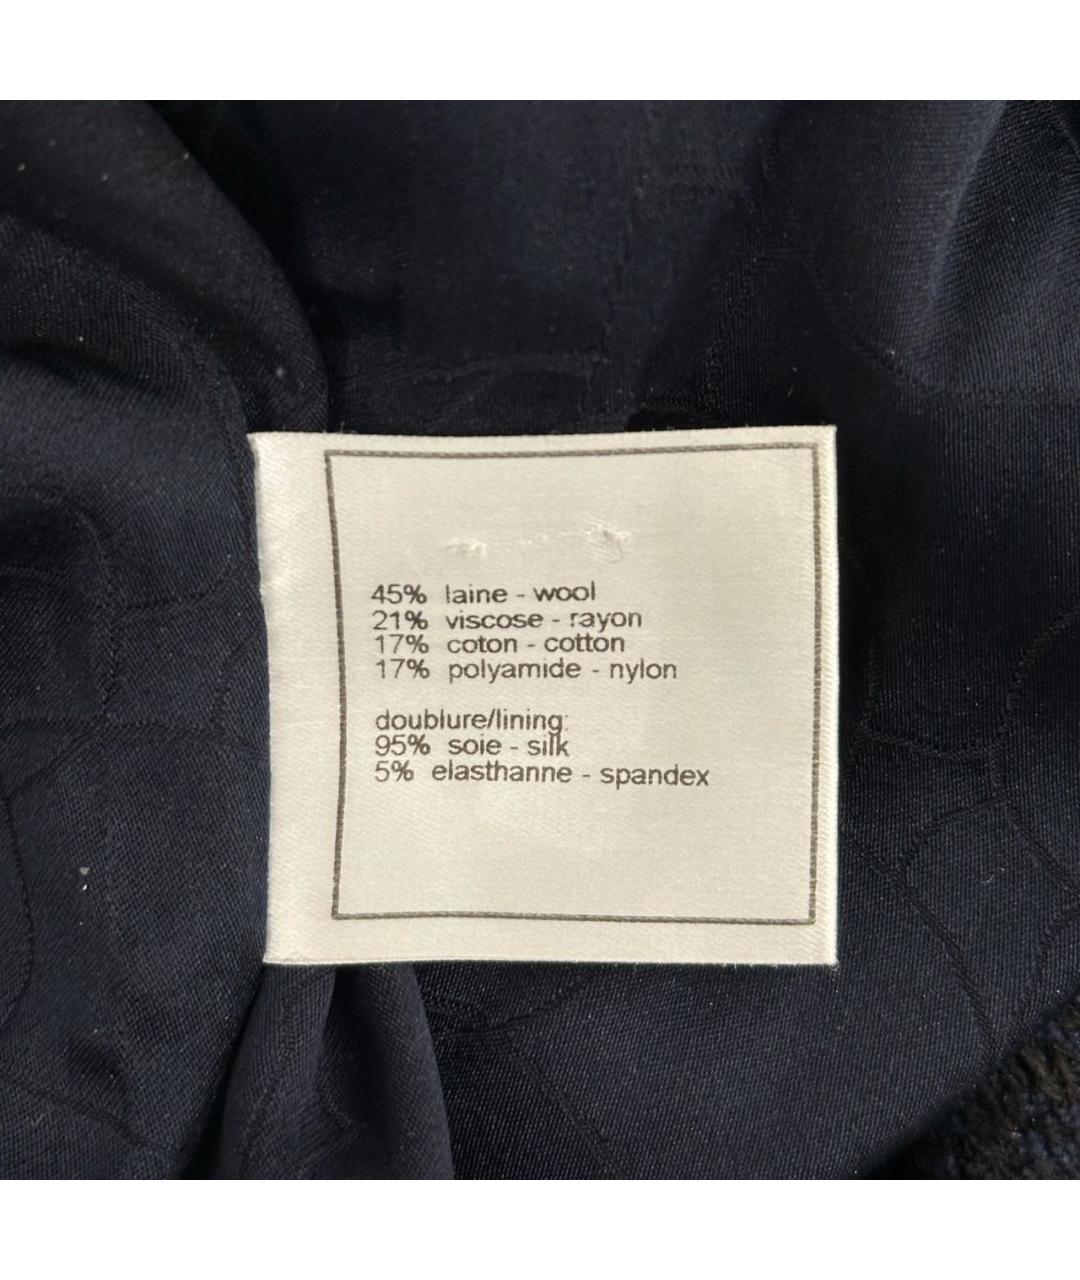 45% laine - wool
21% viscose - rayon
17% coton - cotton
17% polyamide - nylon
doublure/lining:
95% soie - silk
5% elasthanne - spandex